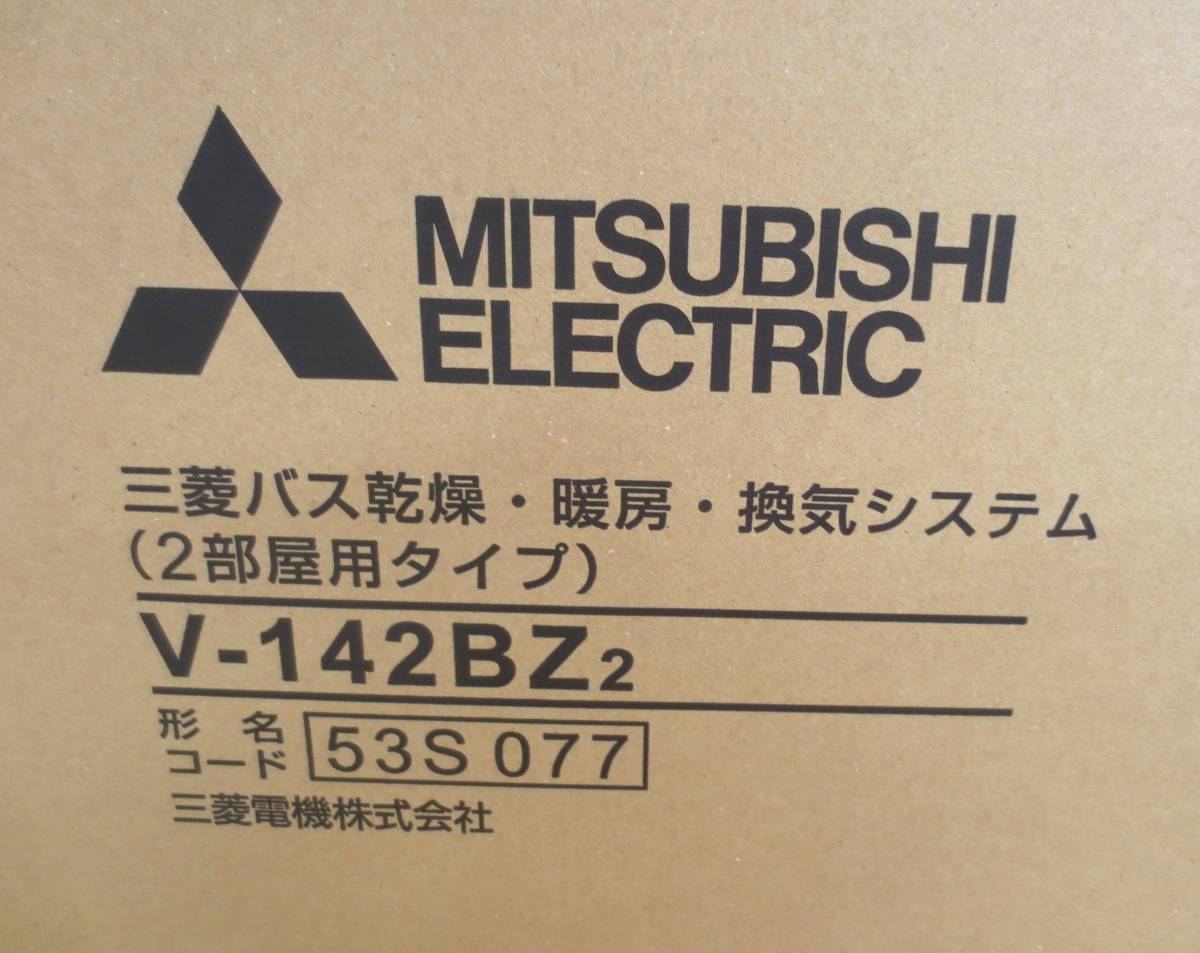 MITSUBISHI
ELECTRIC
三菱バス乾燥・暖房・換気システム
(2部屋用タイプ)
V-142BZ2
形名
コード 53S 077
三菱電機株式会社